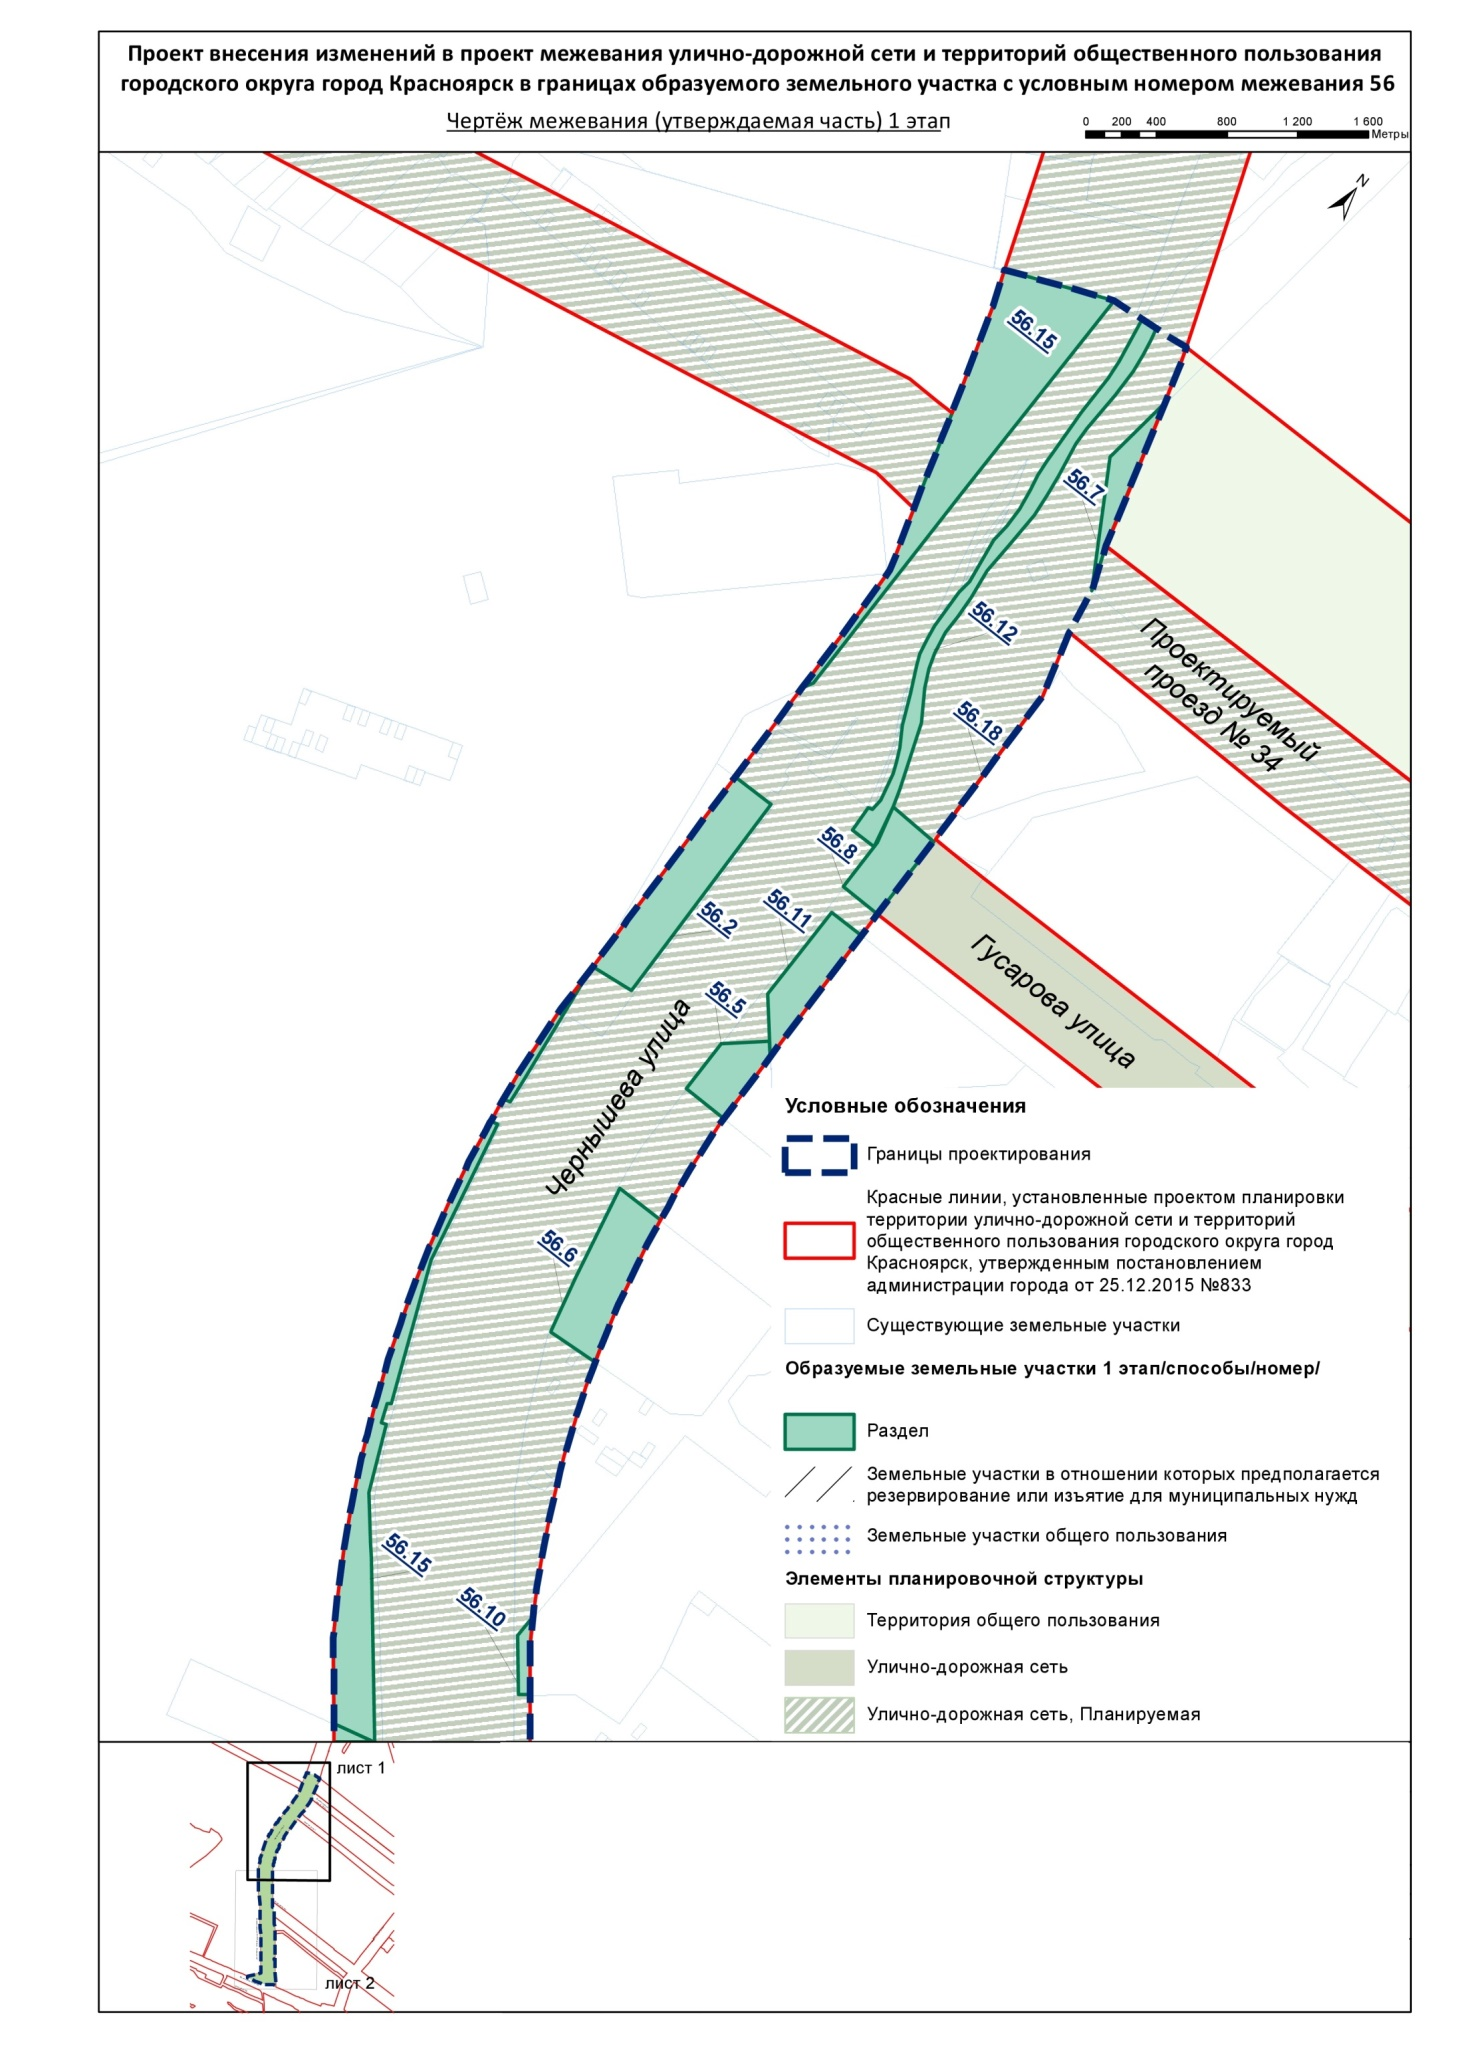 Проект внесения изменений в проект межевания улично-дорожной сети и территорий общественного пользования
городского округа город Красноярск в границах образуемого земельного участка с условным номером межевания 56
Чертёж межевания (утверждаемая часть) 1 этап
0 200 400 800 1 200 1 600
Метры
N
56.15
56.7
56.12
Проектируемый
проезд № 34
56.18
56.8
56.2
56.11
Гусарова улица
56.5
Чернышева улица
56.6
56.15
56.10
Условные обозначения
Границы проектирования
Красные линии, установленные проектом планировки
территории улично-дорожной сети и территорий
общественного пользования городского округа город
Красноярск, утвержденным постановлением
администрации города от 25.12.2015 №833
Существующие земельные участки
Образуемые земельные участки 1 этап/способы/номер/
Раздел
Земельные участки в отношении которых предполагается
резервирование или изъятие для муниципальных нужд
Земельные участки общего пользования
Элементы планировочной структуры
Территория общего пользования
Улично-дорожная сеть
Улично-дорожная сеть, Планируемая
лист 1
лист 2